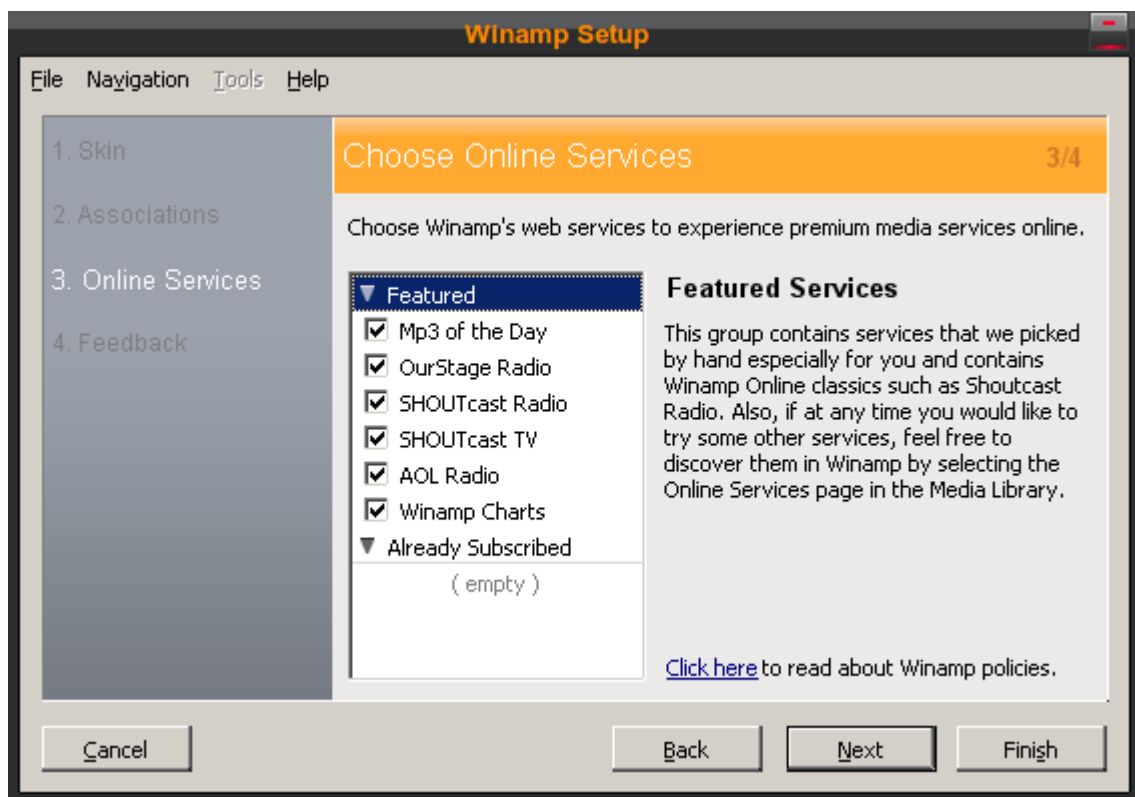 Winamp Setup
File Navigation Tools Help
1. Skin
2. Associations
3. Online Services
4. Feedback
Choose Online Services 3/4
Choose Winamp's web services to experience premium media services online.
Featured
Mp3 of the Day
OurStage Radio
SHOUTcast Radio
SHOUTcast TV
AOL Radio
Winamp Charts
Already Subscribed
( empty )
Featured Services
This group contains services that we picked
by hand especially for you and contains
Winamp Online classics such as Shoutcast
Radio. Also, if at any time you would like to
try some other services, feel free to
discover them in Winamp by selecting the
Online Services page in the Media Library.
Click here to read about Winamp policies.
Cancel Back Next Finish